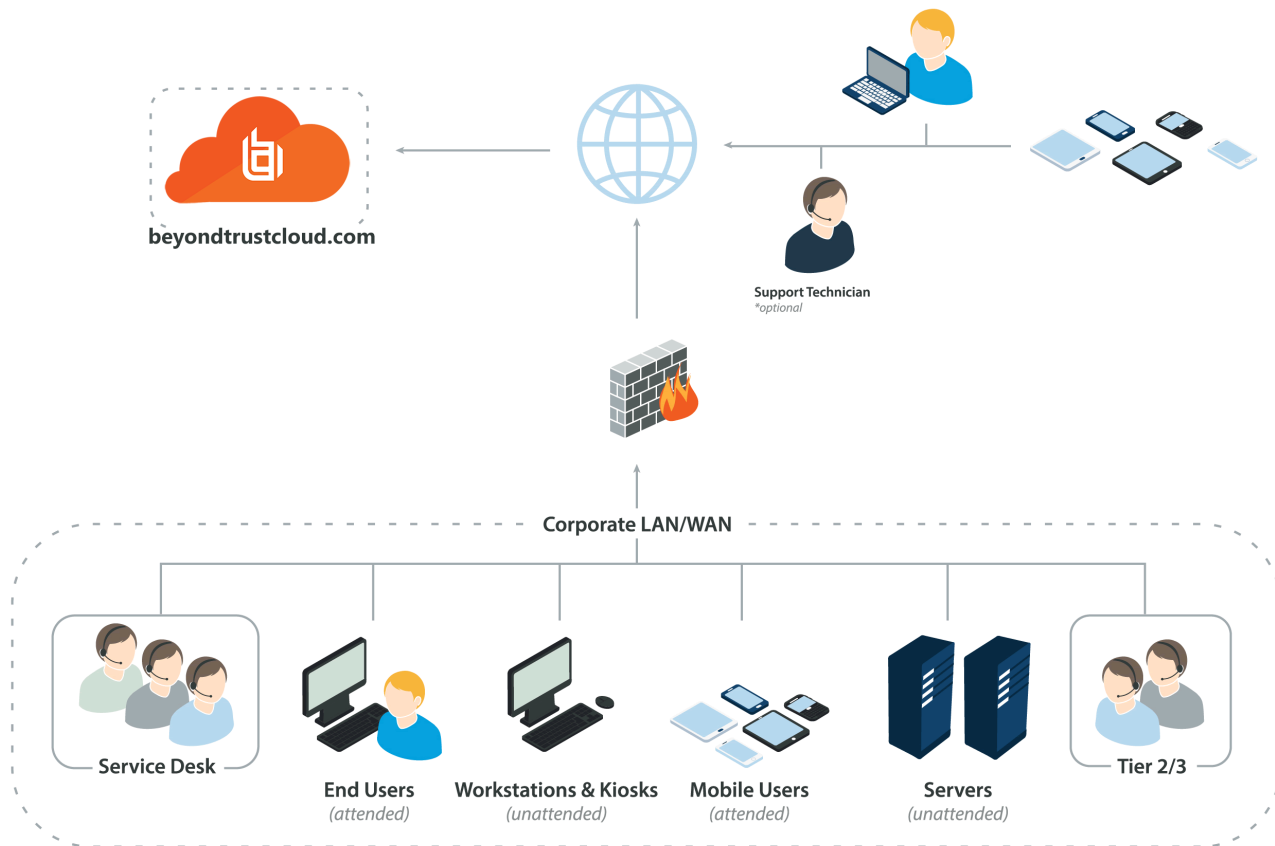 beyondtrustcloud.com
Support Technician
*optional
Corporate LAN/WAN
Service Desk
End Users
(attended)
Workstations & Kiosks
(unattended)
Mobile Users
(attended)
Servers
(unattended)
Tier 2/3